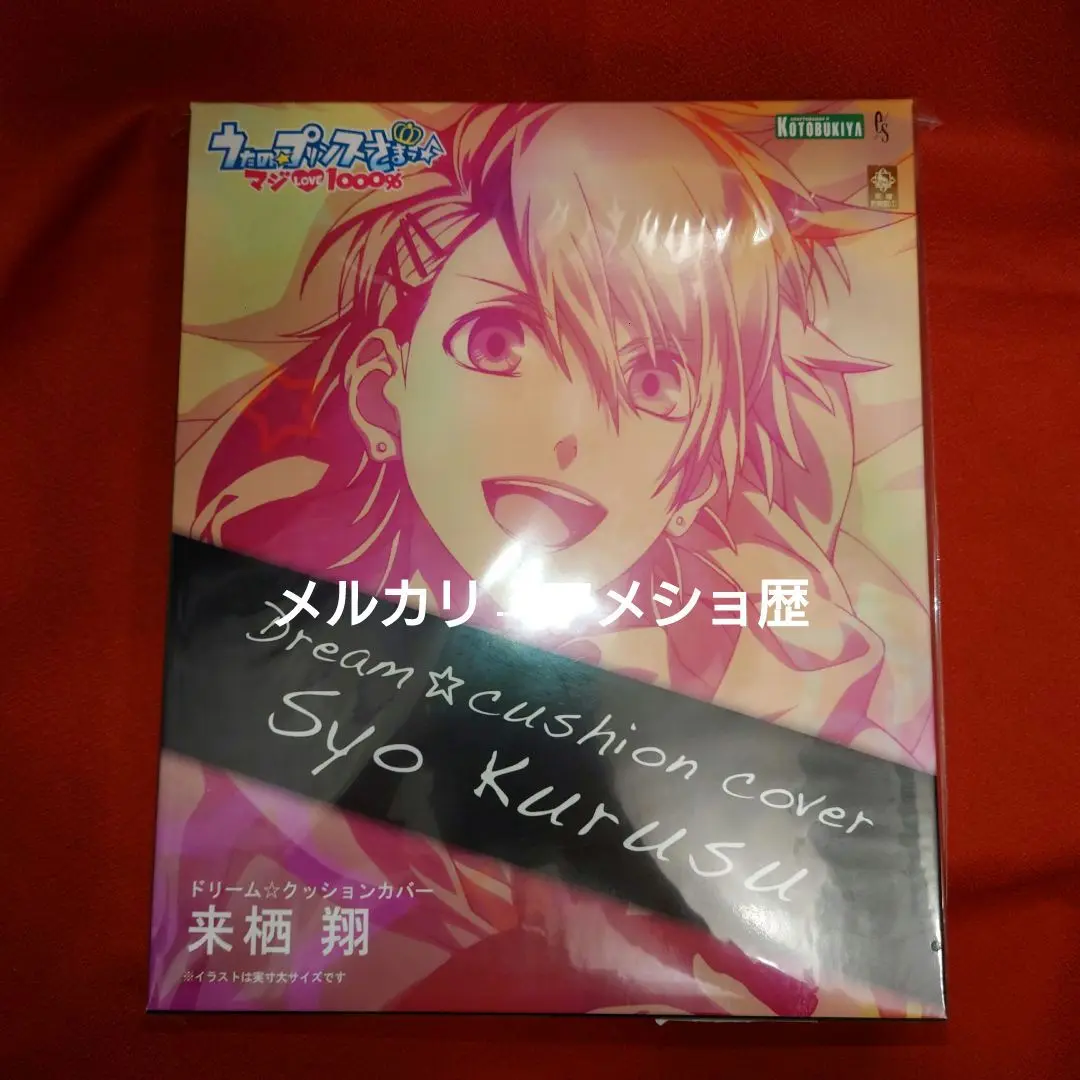 うたの☆プリンスさまっ♪
マジLOVE1000%
KOTOBUKIYA
es
メルカリ
メショ歴
Dream☆cushion cover
Syo Kurusu
ドリーム☆クッションカバー
来栖 翔
※イラストは実寸大サイズです